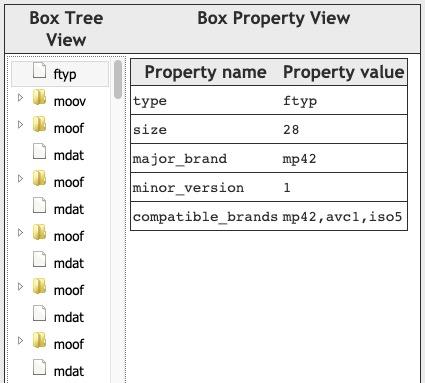 Box Tree
View
Box Property View
ftyp
moov
moof
mdat
moof
mdat
moof
mdat
moof
mdat
moof
mdat
Property name Property value
type ftyp
size 28
major_brand mp42
minor_version 1
compatible_brands mp42,avc1,iso5